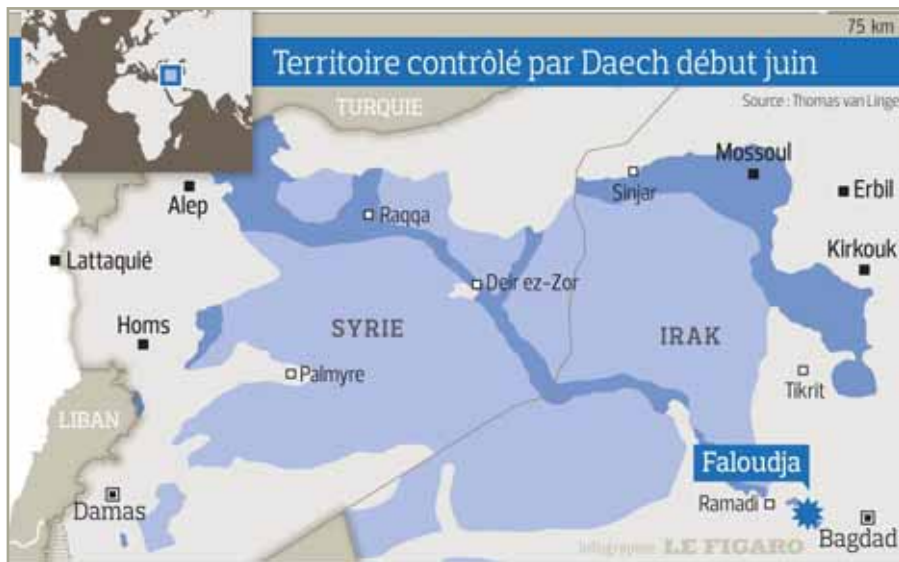 75 km
Territoire contrôlé par Daech début juin
Source : Thomas van Linge
TURQUIE
Mossoul
Sinjar
Erbil
Alep
Raqqa
Kirkouk
Lattaquié
Deir ez-Zor
Homs
SYRIE
IRAK
Palmyre
Tikrit
LIBAN
Faloudja
Ramadi
Damas
Bagdad
Infographie LE FIGARO